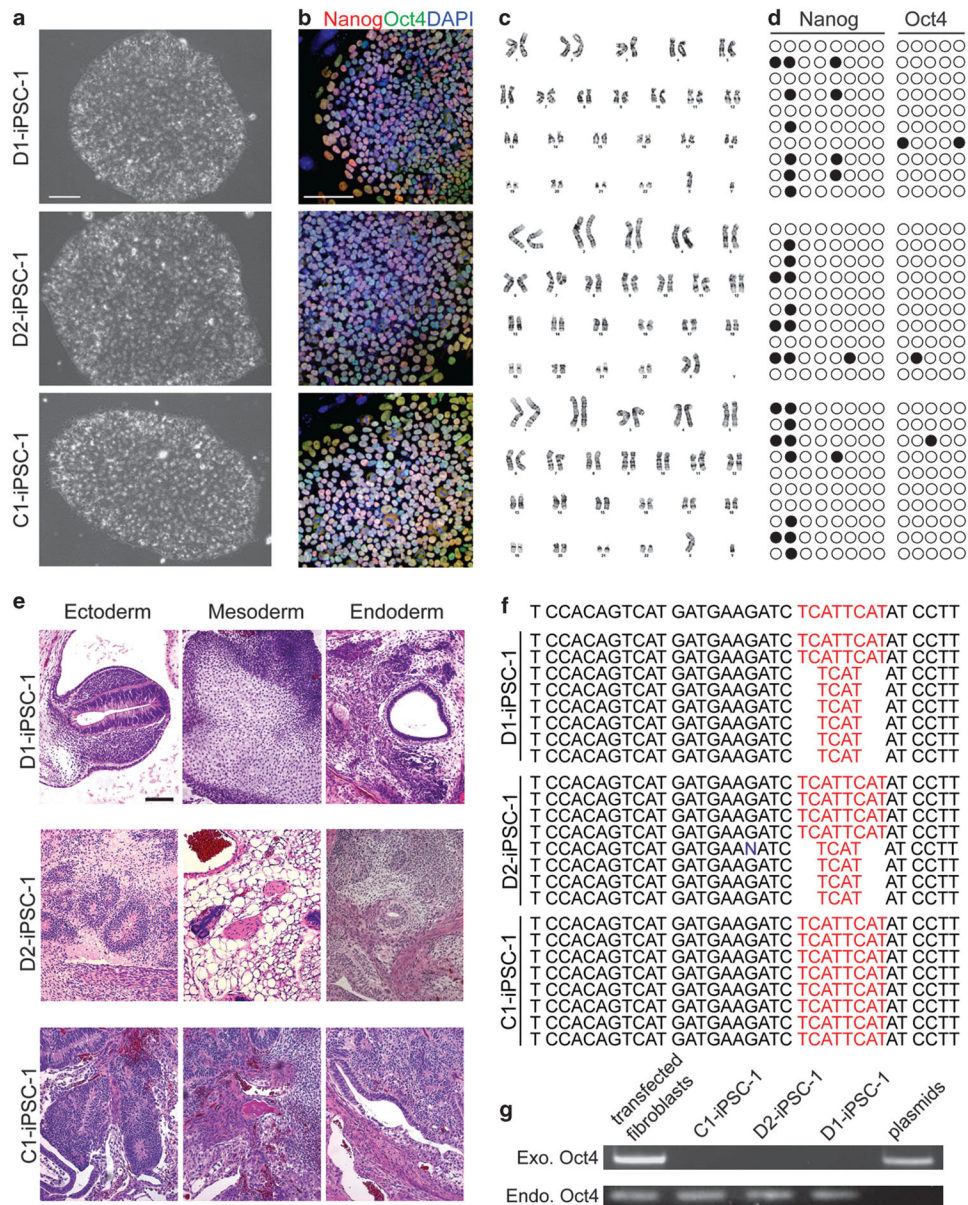 a
b
c
d
NanogOct4DAPI
Nanog
Oct4
D1-iPSC-1
D2-iPSC-1
C1-iPSC-1
e
Ectoderm
Mesoderm
Endoderm
D1-iPSC-1
D2-iPSC-1
C1-iPSC-1
f
T CCACAGTCAT GATGAAGATC TCATTCATAT CCTT
D1-iPSC-1
T CCACAGTCAT GATGAAGATC TCATTCATAT CCTT
T CCACAGTCAT GATGAAGATC TCATTCATAT CCTT
T CCACAGTCAT GATGAAGATC TCAT AT CCTT
T CCACAGTCAT GATGAAGATC TCAT AT CCTT
T CCACAGTCAT GATGAAGATC TCAT AT CCTT
T CCACAGTCAT GATGAAGATC TCAT AT CCTT
T CCACAGTCAT GATGAAGATC TCAT AT CCTT
T CCACAGTCAT GATGAAGATC TCAT AT CCTT
D2-iPSC-1
T CCACAGTCAT GATGAAGATC TCATTCATAT CCTT
T CCACAGTCAT GATGAAGATC TCATTCATAT CCTT
T CCACAGTCAT GATGAAGATC TCATTCATAT CCTT
T CCACAGTCAT GATGAAGATC TCATTCATAT CCTT
T CCACAGTCAT GATGAANATC TCAT AT CCTT
T CCACAGTCAT GATGAAGATC TCAT AT CCTT
T CCACAGTCAT GATGAAGATC TCAT AT CCTT
T CCACAGTCAT GATGAAGATC TCAT AT CCTT
C1-iPSC-1
T CCACAGTCAT GATGAAGATC TCATTCATAT CCTT
T CCACAGTCAT GATGAAGATC TCATTCATAT CCTT
T CCACAGTCAT GATGAAGATC TCATTCATAT CCTT
T CCACAGTCAT GATGAAGATC TCATTCATAT CCTT
T CCACAGTCAT GATGAAGATC TCATTCATAT CCTT
T CCACAGTCAT GATGAAGATC TCATTCATAT CCTT
T CCACAGTCAT GATGAAGATC TCATTCATAT CCTT
T CCACAGTCAT GATGAAGATC TCATTCATAT CCTT
g
transfected
fibroblasts
C1-iPSC-1
D2-iPSC-1
D1-iPSC-1
plasmids
Exo. Oct4
Endo. Oct4